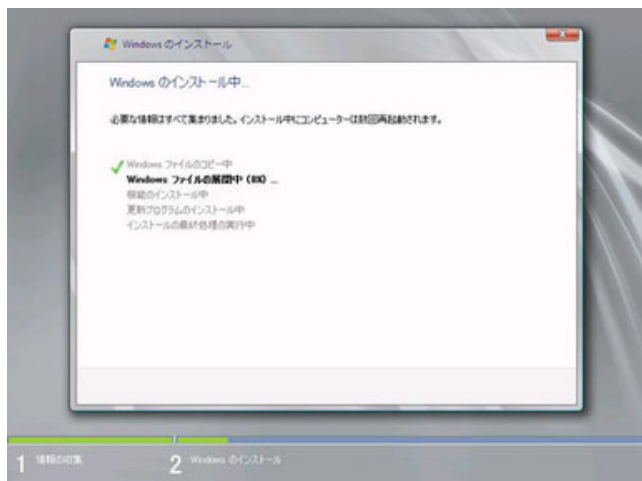 Windows のインストール
Windows のインストール中...
必要な情報はすべて集まりました。インストール中にコンピューターは数回再起動されます。
Windows ファイルのコピー中
Windows ファイルの展開中 (0%) ...
機能のインストール中
更新プログラムのインストール中
インストールの最終処理の実行中
1 情報の収集
2 Windows のインストール